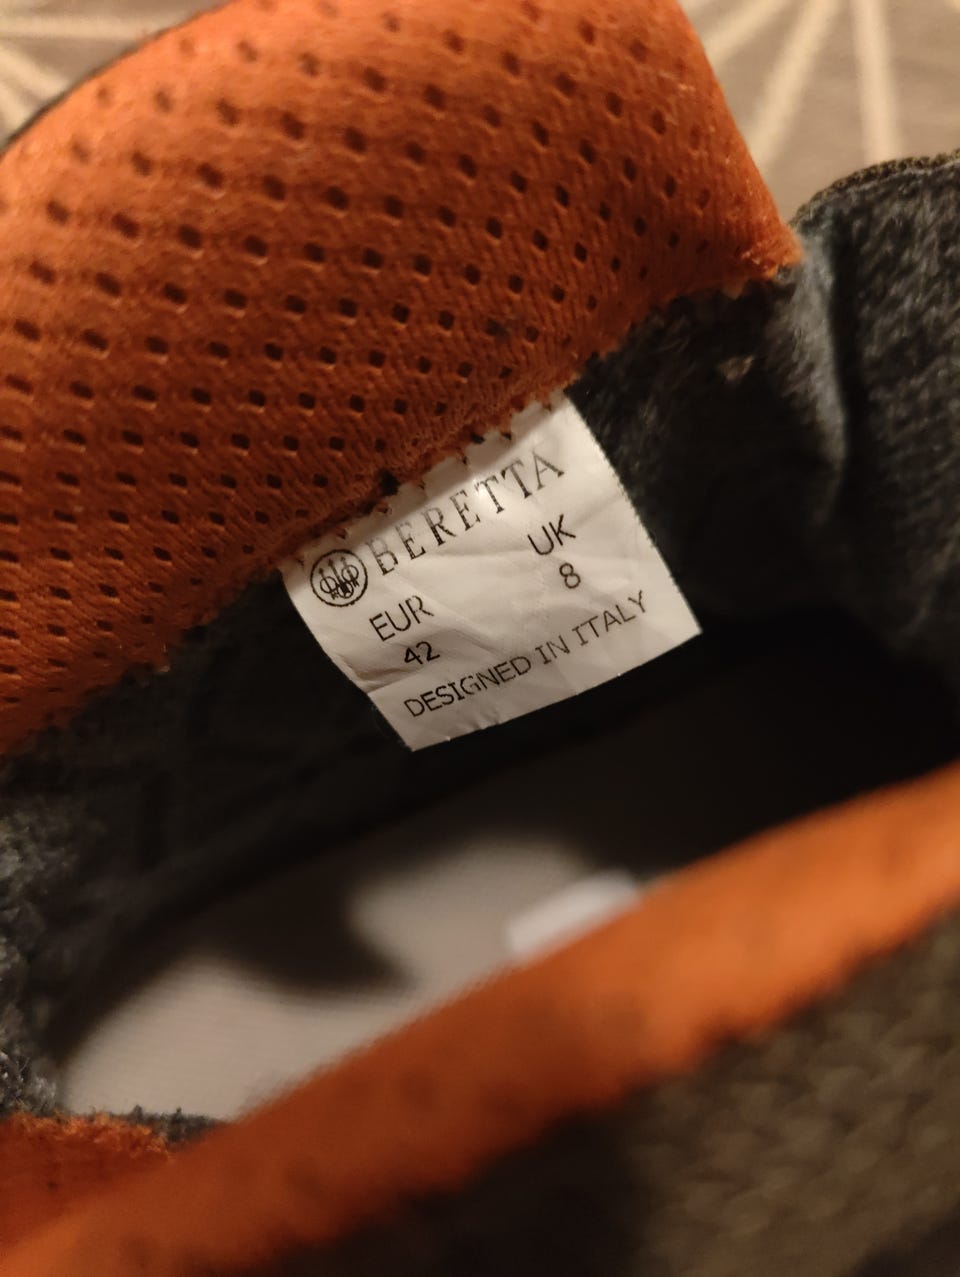 BERETTA
EUR UK
42 8
DESIGNED IN ITALY